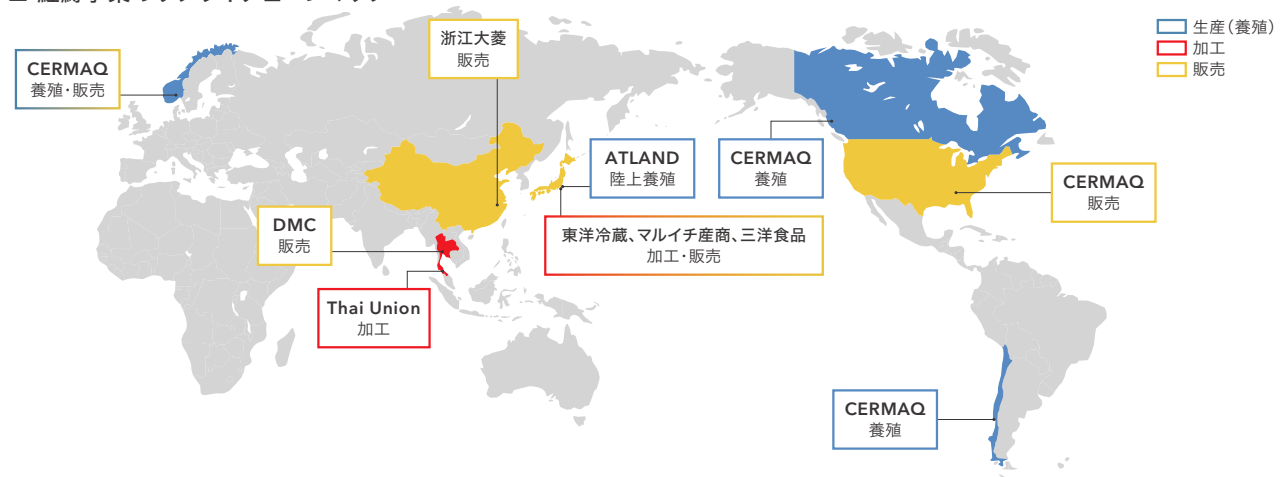 生産(養殖)
加工
販売
浙江大菱
販売
CERMAQ
養殖・販売
ATLAND
陸上養殖
CERMAQ
養殖
CERMAQ
販売
DMC
販売
東洋冷蔵、マルイチ産商、三洋食品
加工・販売
Thai Union
加工
CERMAQ
養殖